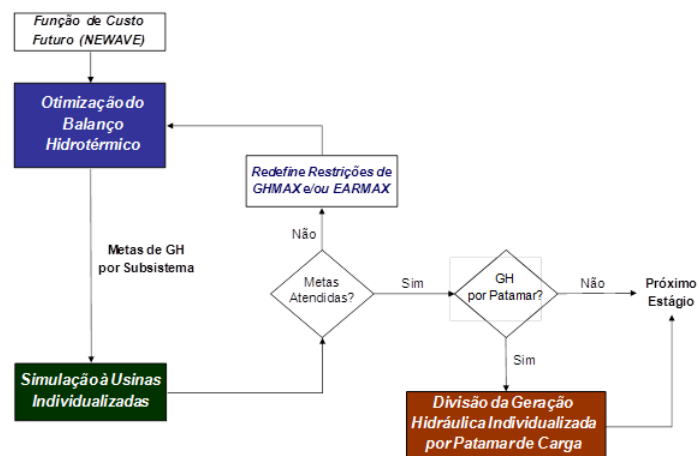 Função de Custo
Futuro (NEWAVE)
Otimização do
Balanço
Hidrotérmico
Redefine Restrições de
GHMAX e/ou EARMAX
Não
Metas de GH
por Subsistema
Metas
Atendidas?
Sim
GH
por Patamar?
Não
Próximo
Estágio
Sim
Simulação à Usinas
Individualizadas
Divisão da Geração
Hidráulica Individualizada
por Patamar de Carga